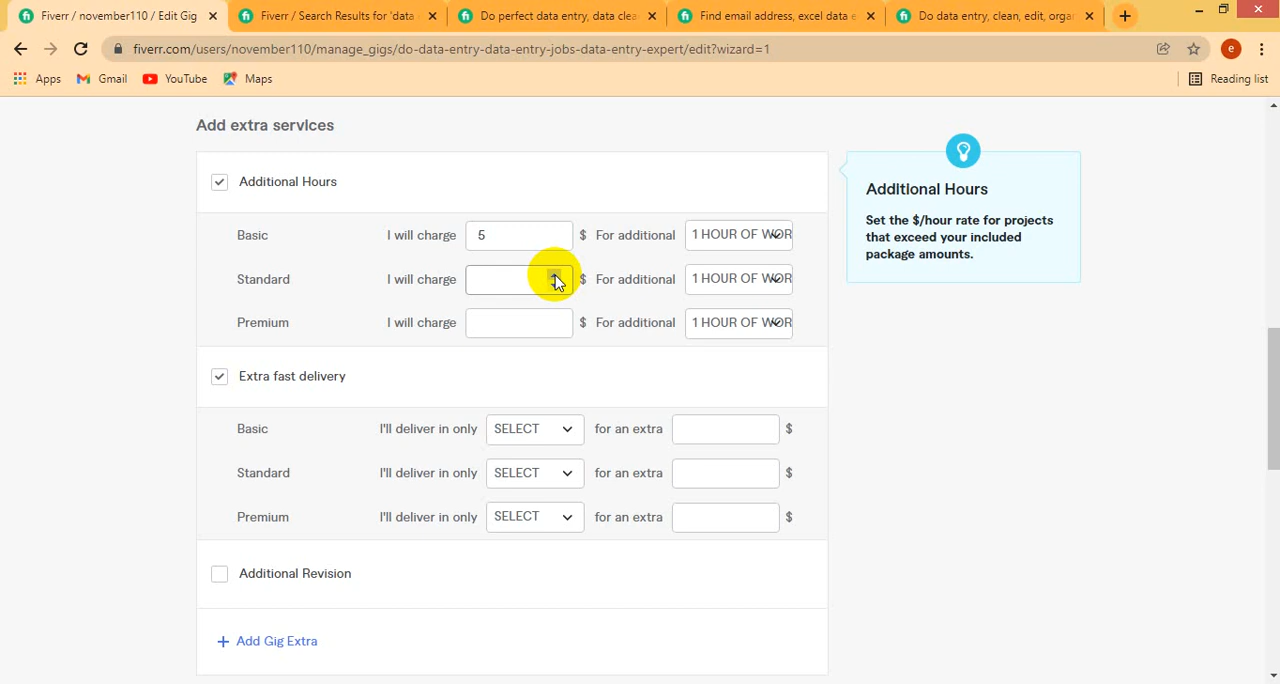 Fiverr / november110 / Edit Gig
Fiverr / Search Results for 'data
Do perfect data entry, data clea
Find email address, excel data e
Do data entry, clean, edit, orga
fiverr.com/users/november110/manage_gigs/do-data-entry-data-entry-jobs-data-entry-expert/edit?wizard=1
e
Apps Gmail YouTube Maps Reading list
Add extra services
Additional Hours
Basic I will charge 5 $ For additional 1 HOUR OF WOR
Standard I will charge $ For additional 1 HOUR OF WOR
Premium I will charge $ For additional 1 HOUR OF WOR
Extra fast delivery
Basic I'll deliver in only SELECT for an extra $
Standard I'll deliver in only SELECT for an extra $
Premium I'll deliver in only SELECT for an extra $
Additional Revision
+ Add Gig Extra
Additional Hours
Set the $/hour rate for projects
that exceed your included
package amounts.